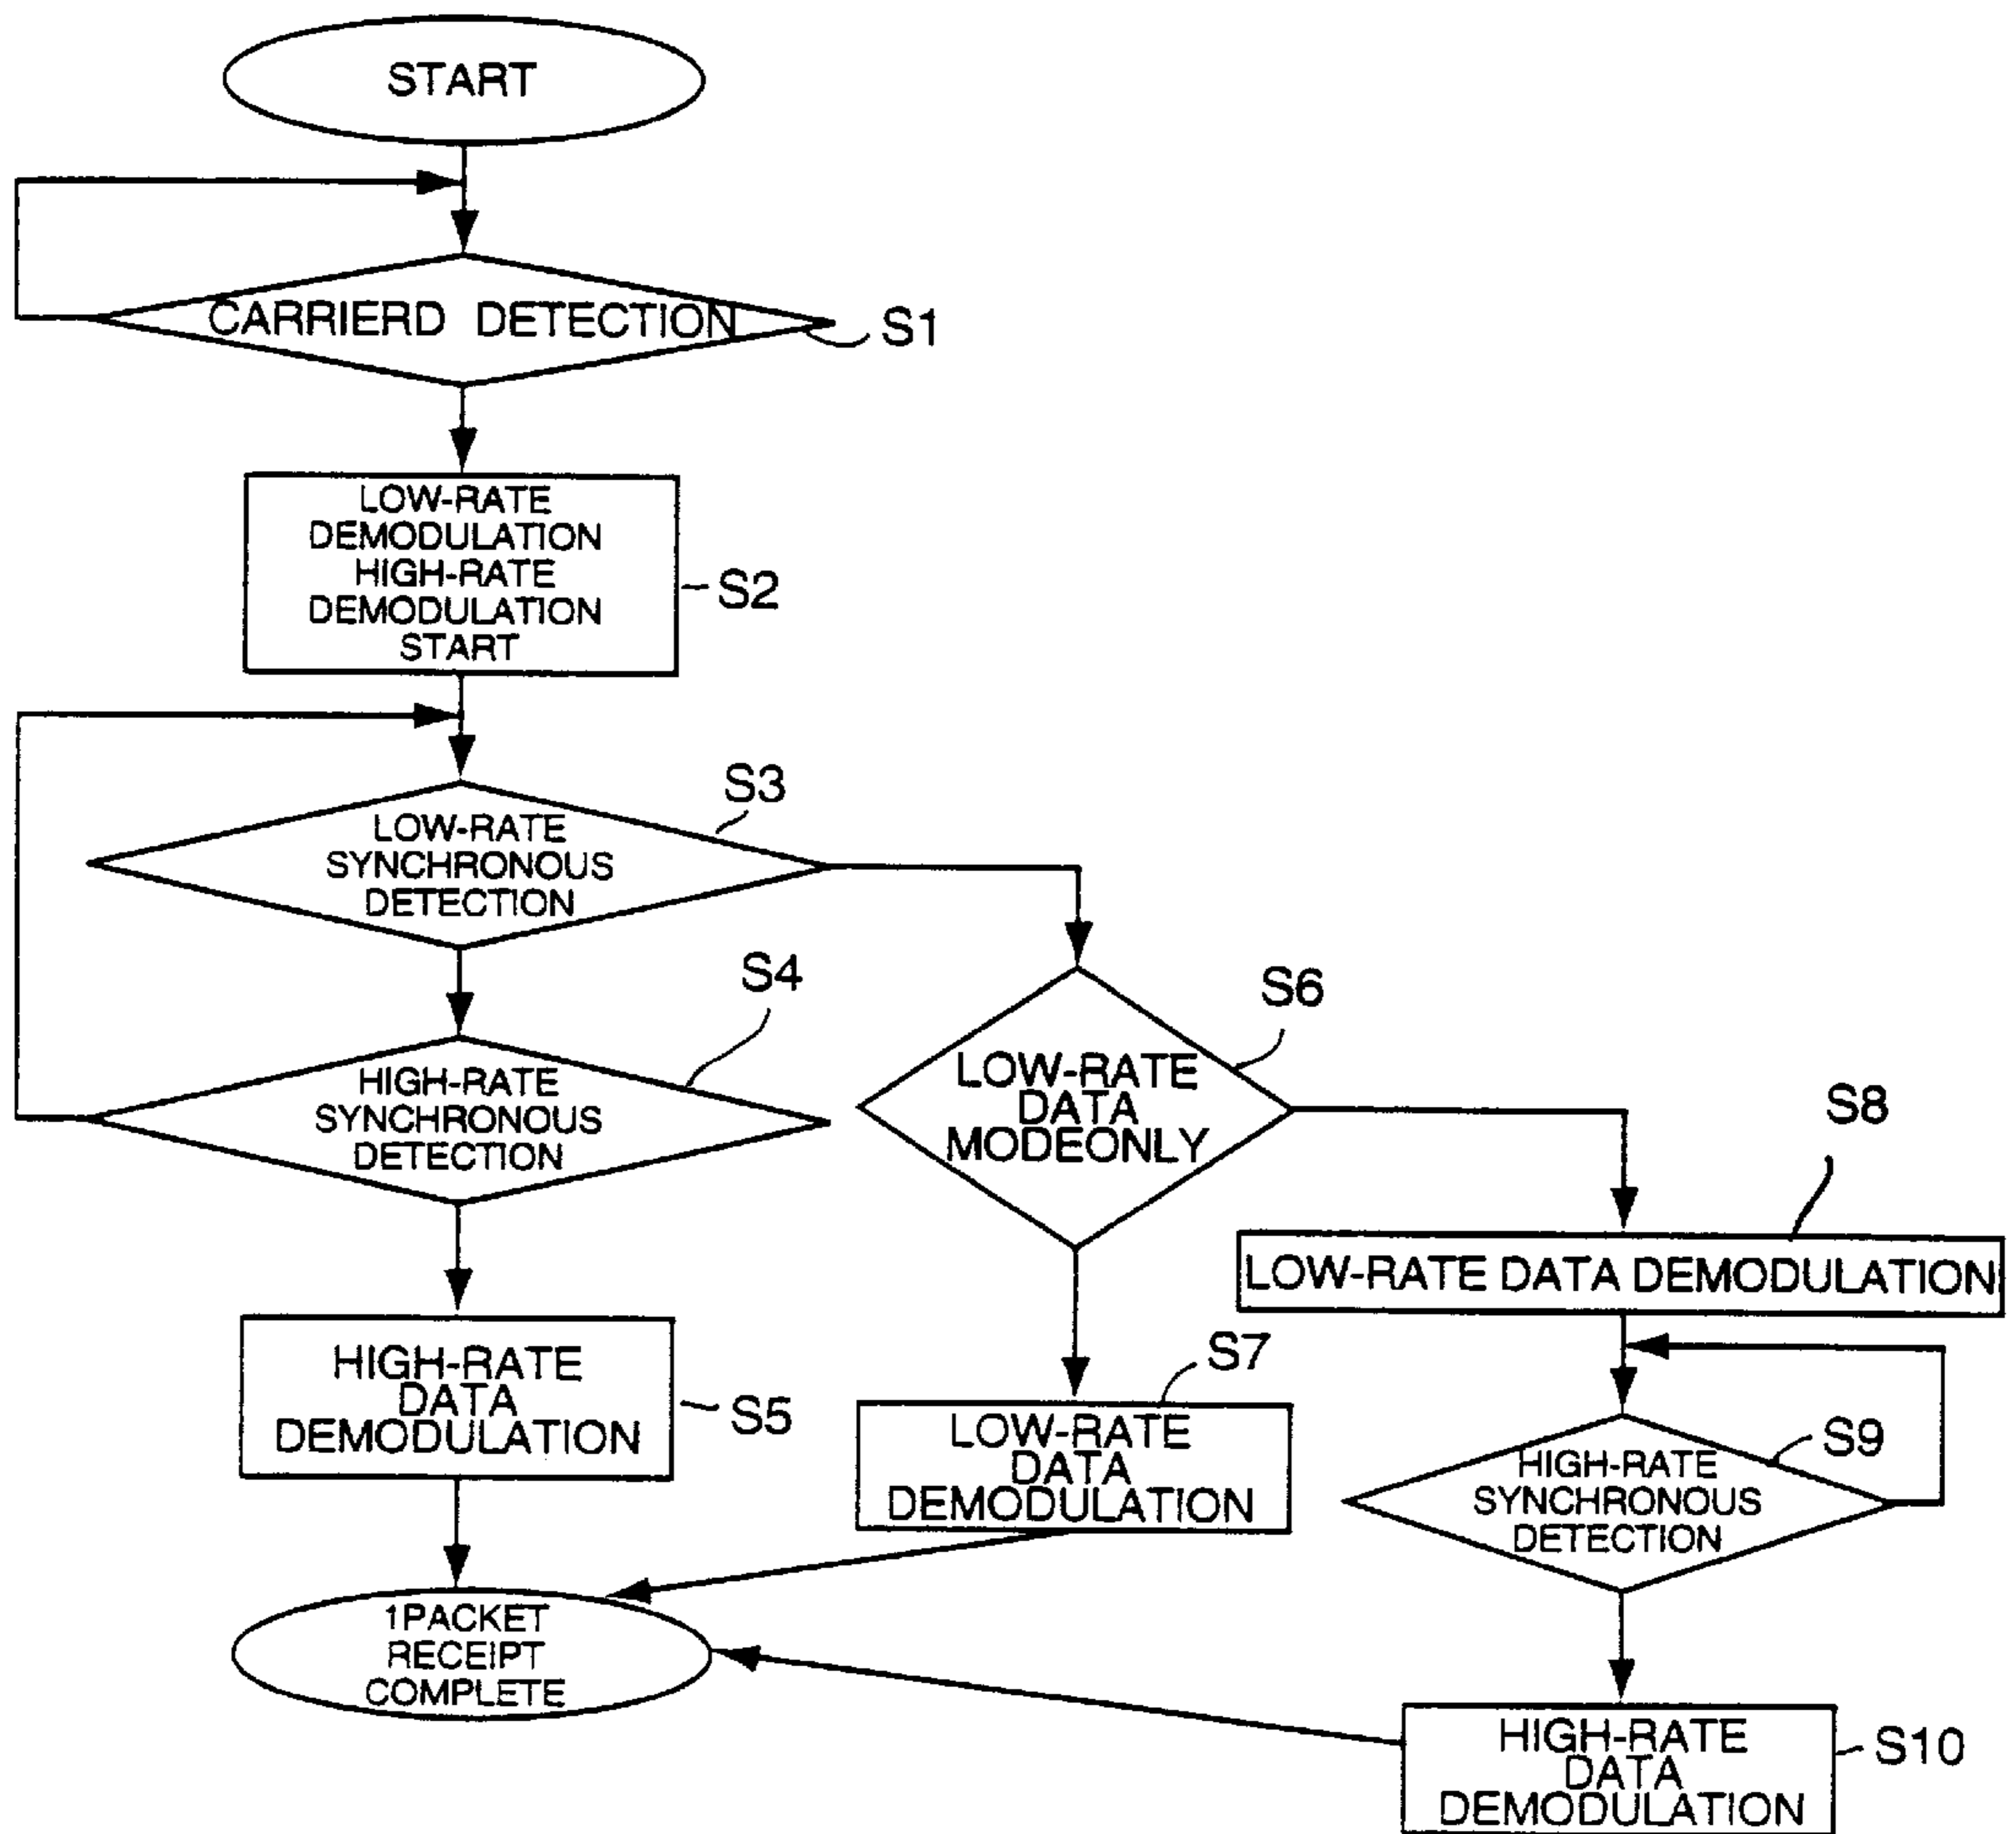 START
CARRIERD DETECTION
S1
LOW-RATE
DEMODULATION
HIGH-RATE
DEMODULATION
START
S2
S3
LOW-RATE
SYNCHRONOUS
DETECTION
S4
HIGH-RATE
SYNCHRONOUS
DETECTION
S6
LOW-RATE
DATA
MODEONLY
S8
LOW-RATE DATA DEMODULATION
HIGH-RATE
DATA
DEMODULATION
S5
S7
LOW-RATE
DATA
DEMODULATION
S9
HIGH-RATE
SYNCHRONOUS
DETECTION
1PACKET
RECEIPT
COMPLETE
HIGH-RATE
DATA
DEMODULATION
S10